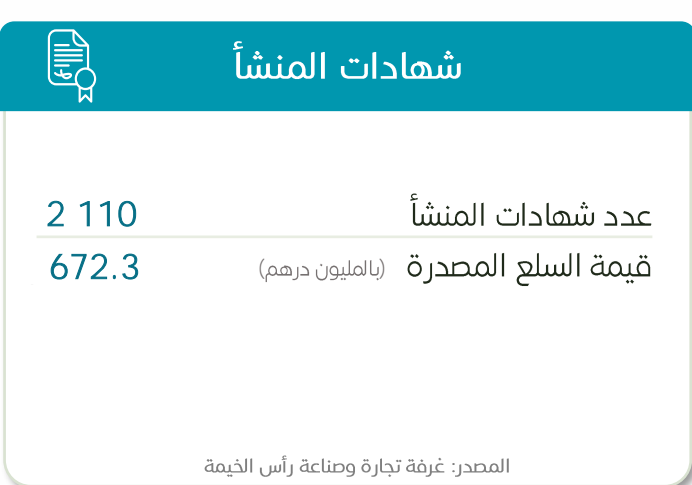 شهادات المنشأ
عدد شهادات المنشأ 2 110
قيمة السلع المصدرة (بالمليون درهم) 672.3
المصدر: غرفة تجارة وصناعة رأس الخيمة